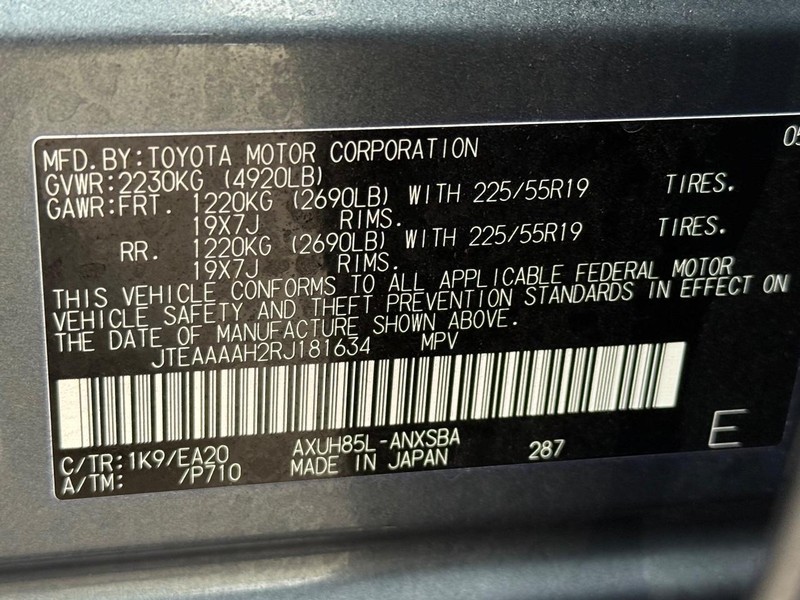 05
MFD.BY:TOYOTA MOTOR CORPORATION
GVWR:2230KG (4920LB)
GAWR:FRT. 1220KG (2690LB) WITH 225/55R19 TIRES.
19X7J RIMS.
RR. 1220KG (2690LB) WITH 225/55R19 TIRES.
19X7J RIMS.
THIS VEHICLE CONFORMS TO ALL APPLICABLE FEDERAL MOTOR
VEHICLE SAFETY AND THEFT PREVENTION STANDARDS IN EFFECT ON
THE DATE OF MANUFACTURE SHOWN ABOVE.
JTEAAAAH2RJ181634 MPV
C/TR:1K9/EA20 AXUH85L-ANXSBA 287 E
A/TM: /P710 MADE IN JAPAN